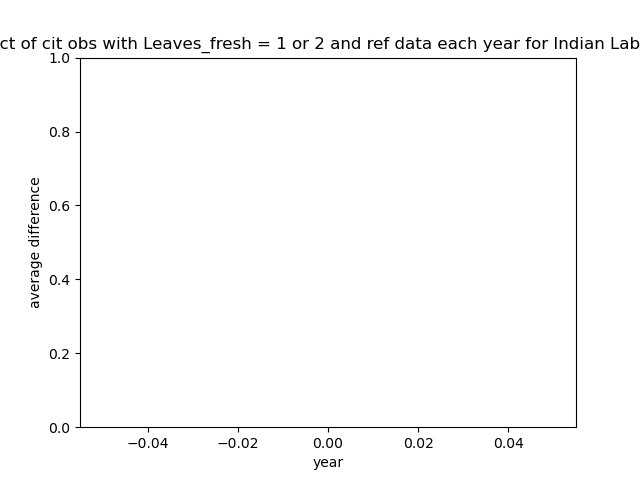 ct of cit obs with Leaves_fresh = 1 or 2 and ref data each year for Indian Lab
1.0
0.8
0.6
0.4
0.2
0.0
average difference
−0.04 −0.02 0.00 0.02 0.04
year